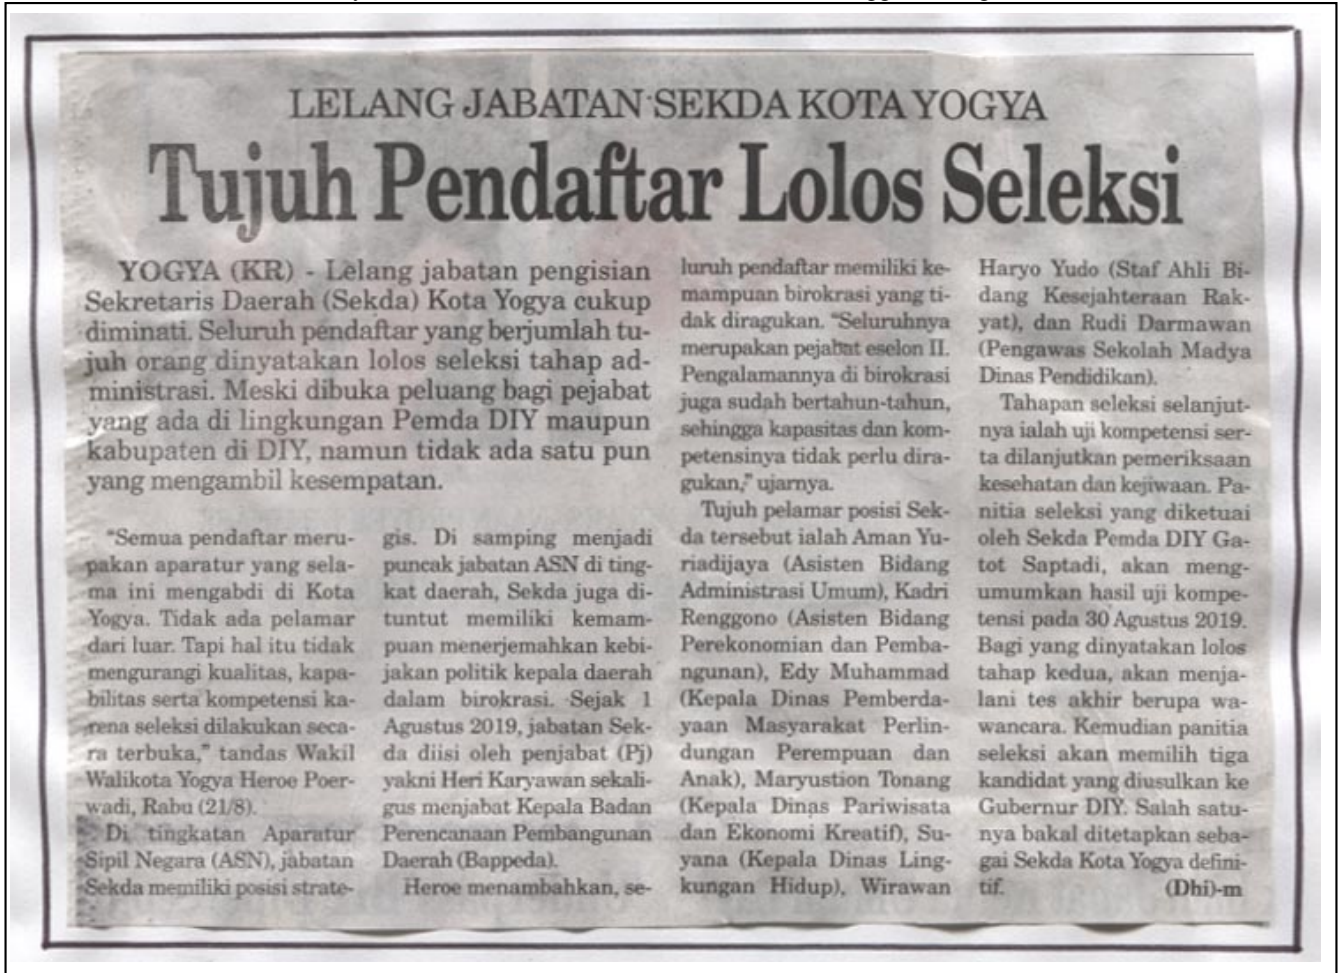 LELANG JABATAN SEKDA KOTA YOGYA
Tujuh Pendaftar Lolos Seleksi
YOGYA (KR) - Lelang jabatan pengisian
Sekretaris Daerah (Sekda) Kota Yogya cukup
diminati. Seluruh pendaftar yang berjumlah tu-
juh orang dinyatakan lolos seleksi tahap ad-
ministrasi. Meski dibuka peluang bagi pejabat
yang ada di lingkungan Pemda DIY maupun
kabupaten di DIY, namun tidak ada satu pun
yang mengambil kesempatan.
"Semua pendaftar meru-
pakan aparatur yang sela-
ma ini mengabdi di Kota
Yogya. Tidak ada pelamar
dari luar. Tapi hal itu tidak
mengurangi kualitas, kapa-
bilitas serta kompetensi ka-
rena seleksi dilakukan seca-
ra terbuka," tandas Wakil
Walikota Yogya Heroe Poer-
wadi, Rabu (21/8).
Di tingkatan Aparatur
Sipil Negara (ASN), jabatan
Sekda memiliki posisi strate-
gis. Di samping menjadi
puncak jabatan ASN di ting-
kat daerah, Sekda juga di-
tuntut memiliki kemam-
puan menerjemahkan kebi-
jakan politik kepala daerah
dalam birokrasi. Sejak 1
Agustus 2019, jabatan Sek-
da diisi oleh penjabat (Pj)
yakni Heri Karyawan sekali-
gus menjabat Kepala Badan
Perencanaan Pembangunan
Daerah (Bappeda).
Heroe menambahkan, se-
luruh pendaftar memiliki ke-
mampuan birokrasi yang ti-
dak diragukan. "Seluruhnya
merupakan pejabat eselon II.
Pengalamannya di birokrasi
juga sudah bertahun-tahun,
sehingga kapasitas dan kom-
petensinya tidak perlu dira-
gukan," ujarnya.
Tujuh pelamar posisi Sek-
da tersebut ialah Aman Yu-
riadijaya (Asisten Bidang
Administrasi Umum), Kadri
Renggono (Asisten Bidang
Perekonomian dan Pemba-
ngunan), Edy Muhammad
(Kepala Dinas Pemberda-
yaan Masyarakat Perlin-
dungan Perempuan dan
Anak), Maryustion Tonang
(Kepala Dinas Pariwisata
dan Ekonomi Kreatif), Su-
yana (Kepala Dinas Ling-
kungan Hidup), Wirawan
Haryo Yudo (Staf Ahli Bi-
dang Kesejahteraan Rak-
yat), dan Rudi Darmawan
(Pengawas Sekolah Madya
Dinas Pendidikan).
Tahapan seleksi selanjut-
nya ialah uji kompetensi ser-
ta dilanjutkan pemeriksaan
kesehatan dan kejiwaan. Pa-
nitia seleksi yang diketuai
oleh Sekda Pemda DIY Ga-
tot Saptadi, akan meng-
umumkan hasil uji kompe-
tensi pada 30 Agustus 2019.
Bagi yang dinyatakan lolos
tahap kedua, akan menja-
lani tes akhir berupa wa-
wancara. Kemudian panitia
seleksi akan memilih tiga
kandidat yang diusulkan ke
Gubernur DIY. Salah satu-
nya bakal ditetapkan seba-
gai Sekda Kota Yogya defini-
tif. (Dhi)-m